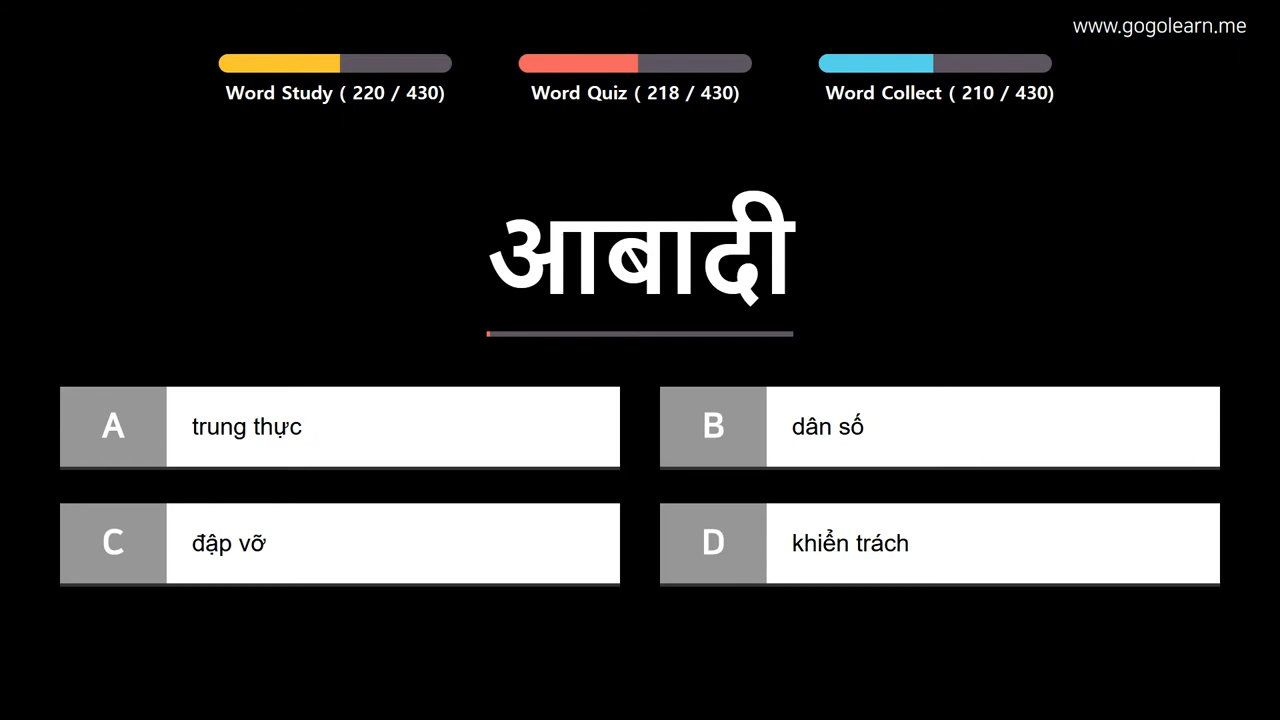 www.gogolearn.me
Word Study ( 220 / 430)
Word Quiz ( 218 / 430)
Word Collect ( 210 / 430)
आबादी
A trung thực
B dân số
C đập vỡ
D khiển trách